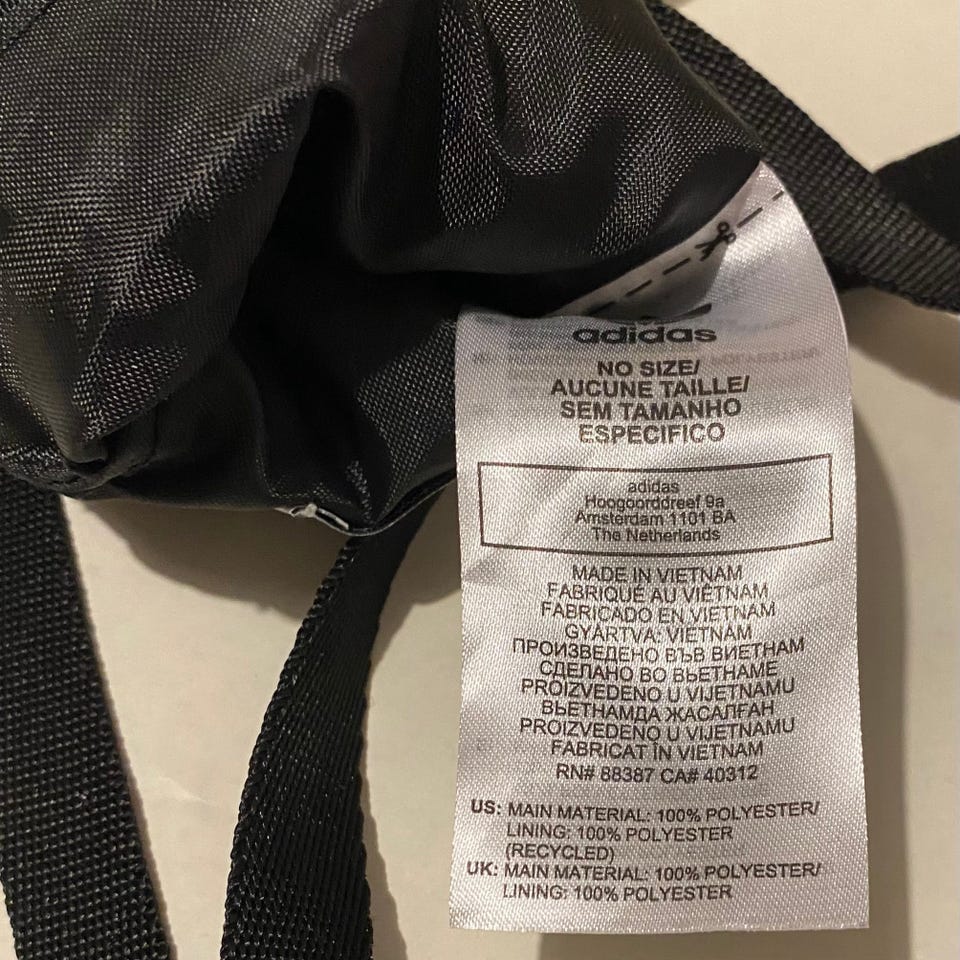 adidas
NO SIZE/
AUCUNE TAILLE/
SEM TAMANHO
ESPECIFICO
adidas
Hoogoorddreef 9a
Amsterdam 1101 BA
The Netherlands
MADE IN VIETNAM
FABRIQUÉ AU VIÊTNAM
FABRICADO EN VIETNAM
GYÁRTVA: VIETNAM
ПРОИЗВЕДЕНО ВЪВ ВИЕТНАМ
СДЕЛАНО ВО ВЬЕТНАМЕ
PROIZVEDENO U VIJETNAMU
ВЬЕТНАМДА ЖАСАЛҒАН
PROIZVEDENO U VIJETNAMU
FABRICAT ÎN VIETNAM
RN# 88387 CA# 40312
US: MAIN MATERIAL: 100% POLYESTER/
LINING: 100% POLYESTER
(RECYCLED)
UK: MAIN MATERIAL: 100% POLYESTER/
LINING: 100% POLYESTER